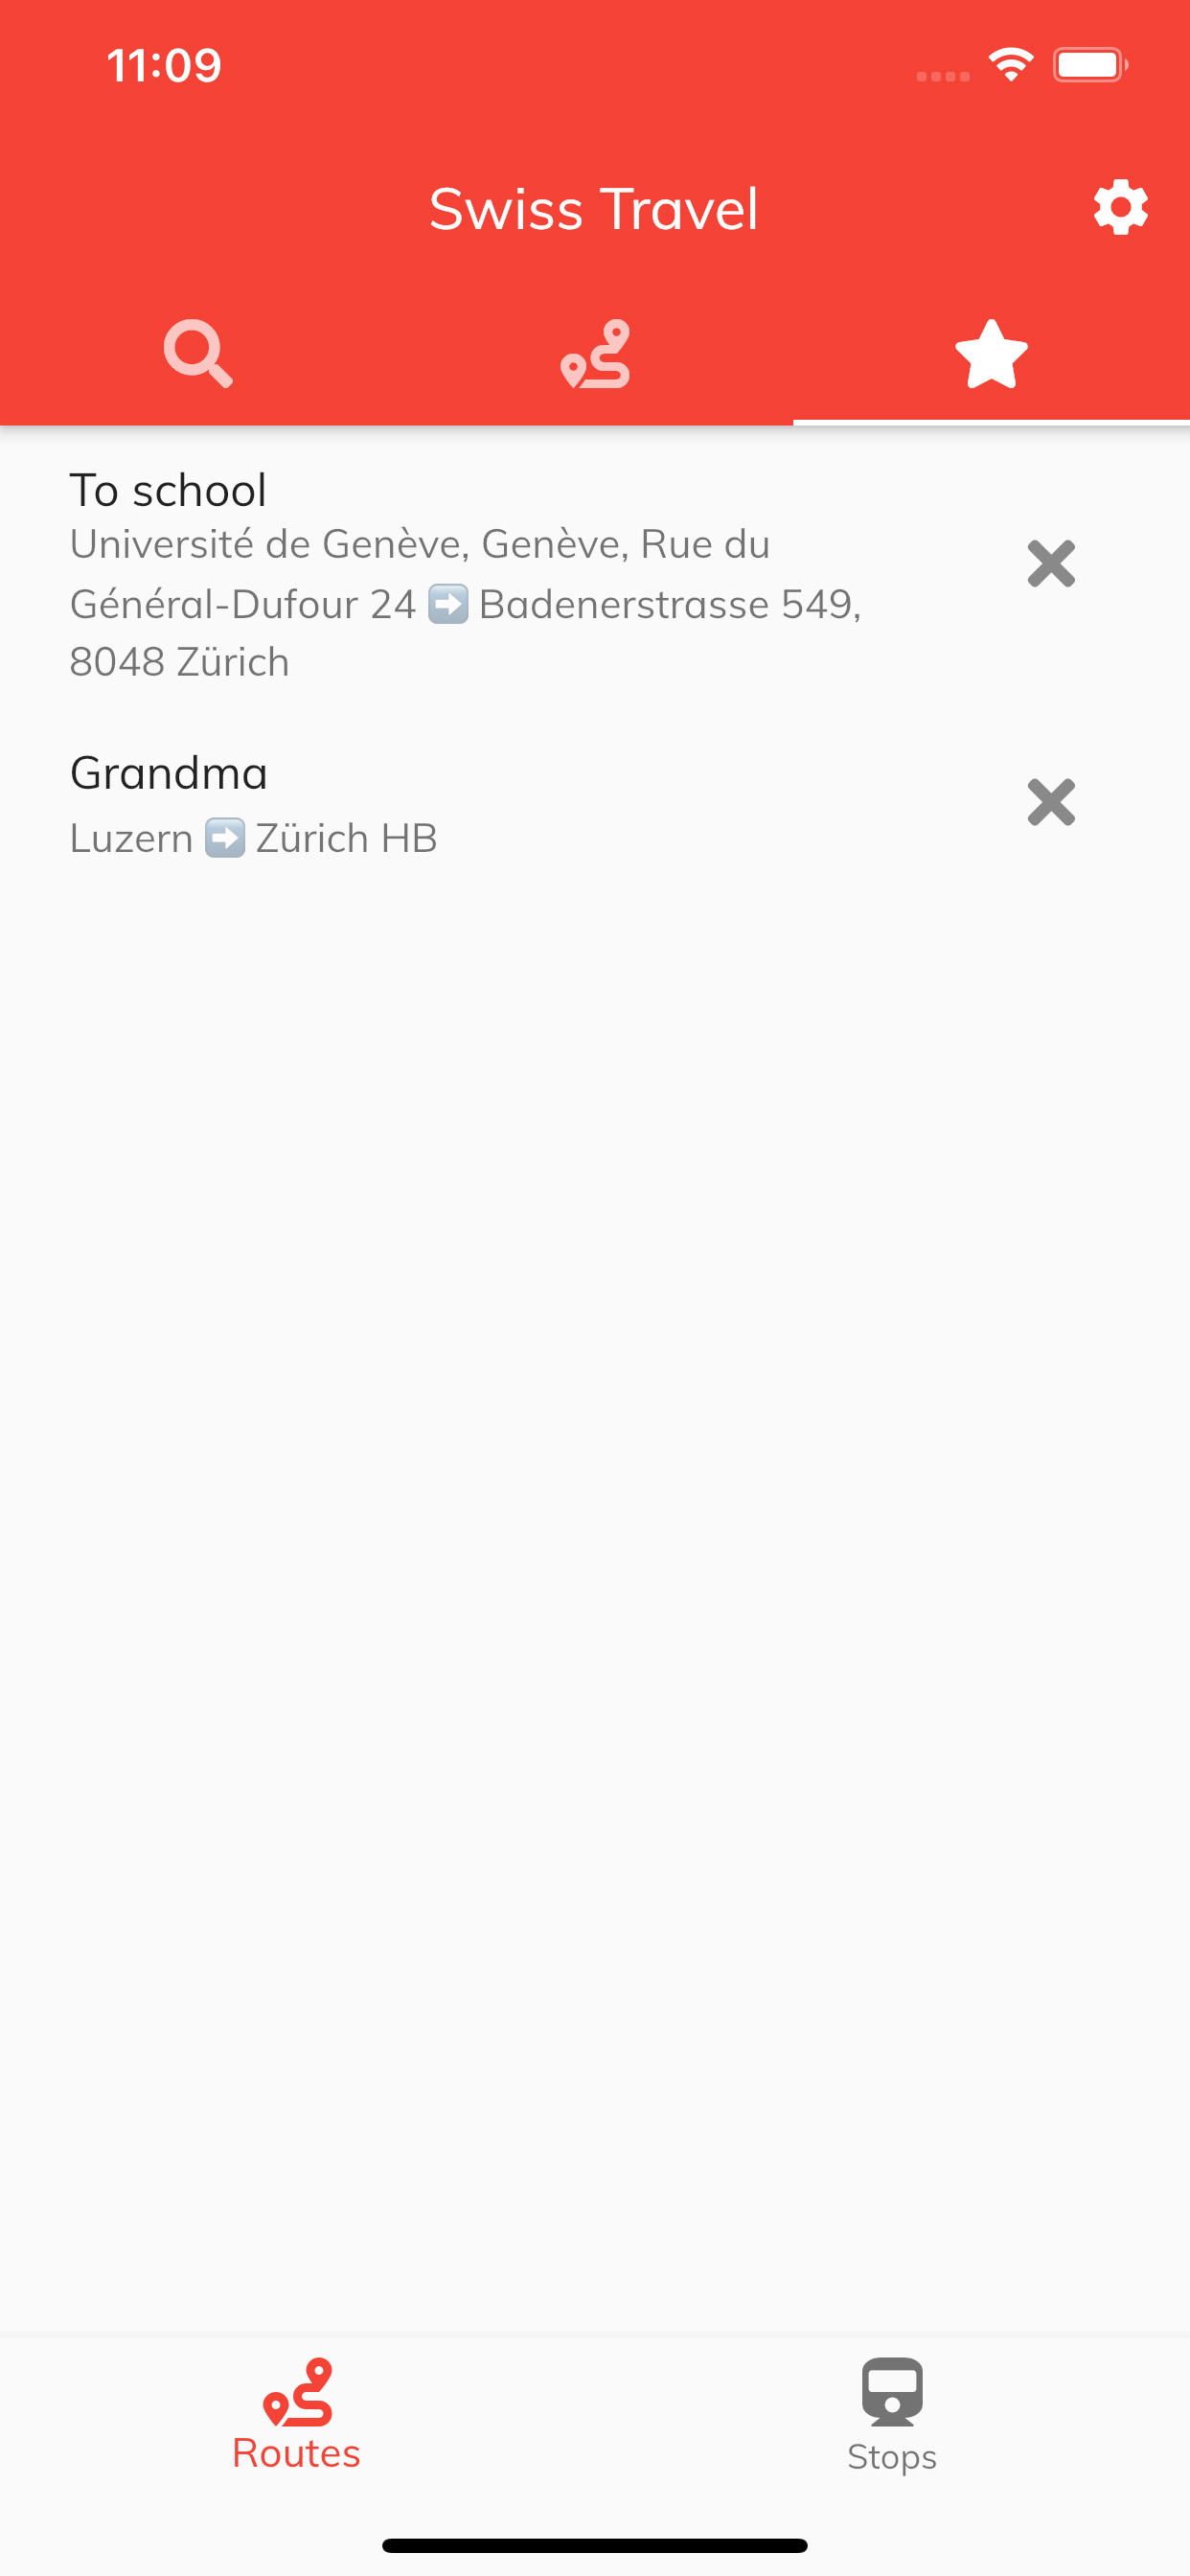 11:09
Swiss Travel
To school
Université de Genève, Genève, Rue du
Général-Dufour 24 ➡️ Badenerstrasse 549,
8048 Zürich
Grandma
Luzern ➡️ Zürich HB
Routes
Stops